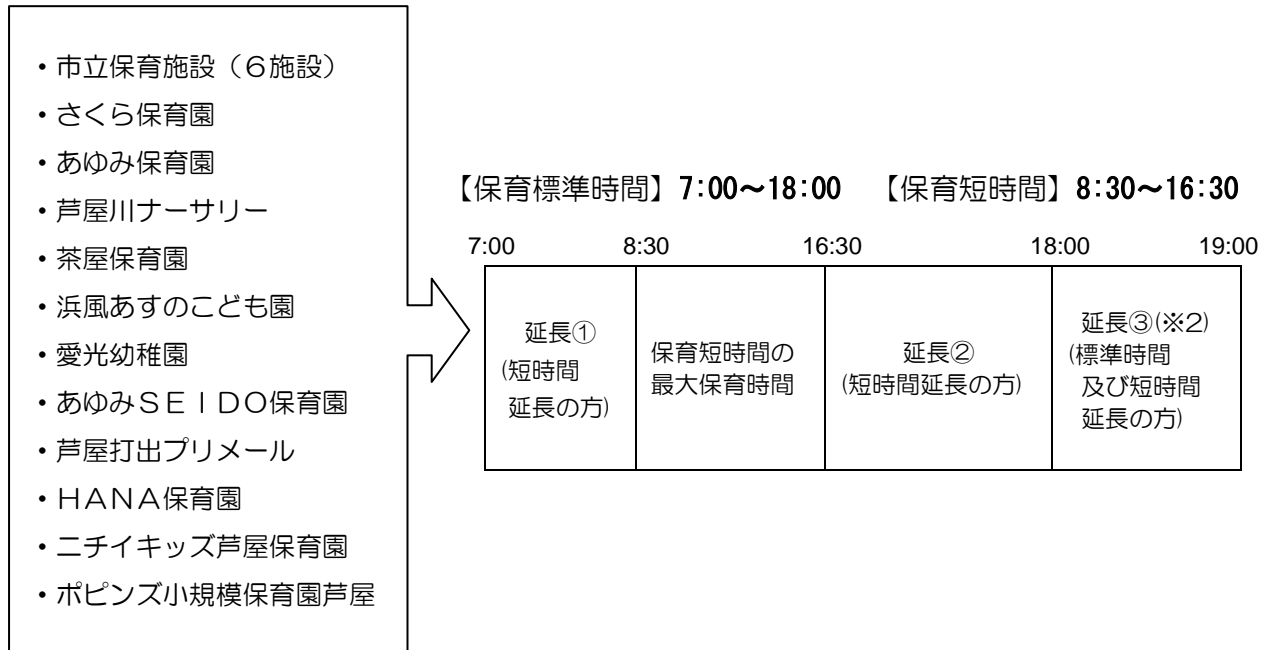 ・市立保育施設（６施設）
・さくら保育園
・あゆみ保育園
・芦屋川ナーサリー
・茶屋保育園
・浜風あすのこども園
・愛光幼稚園
・あゆみＳＥＩＤＯ保育園
・芦屋打出プリメール
・ＨＡＮＡ保育園
・ニチイキッズ芦屋保育園
・ポピンズ小規模保育園芦屋
【保育標準時間】7:00～18:00　【保育短時間】8:30～16:30
7:00 8:30 16:30 18:00 19:00
延長①
(短時間
延長の方)
保育短時間の
最大保育時間
延長②
(短時間延長の方)
延長③(※2)
(標準時間
及び短時間
延長の方)